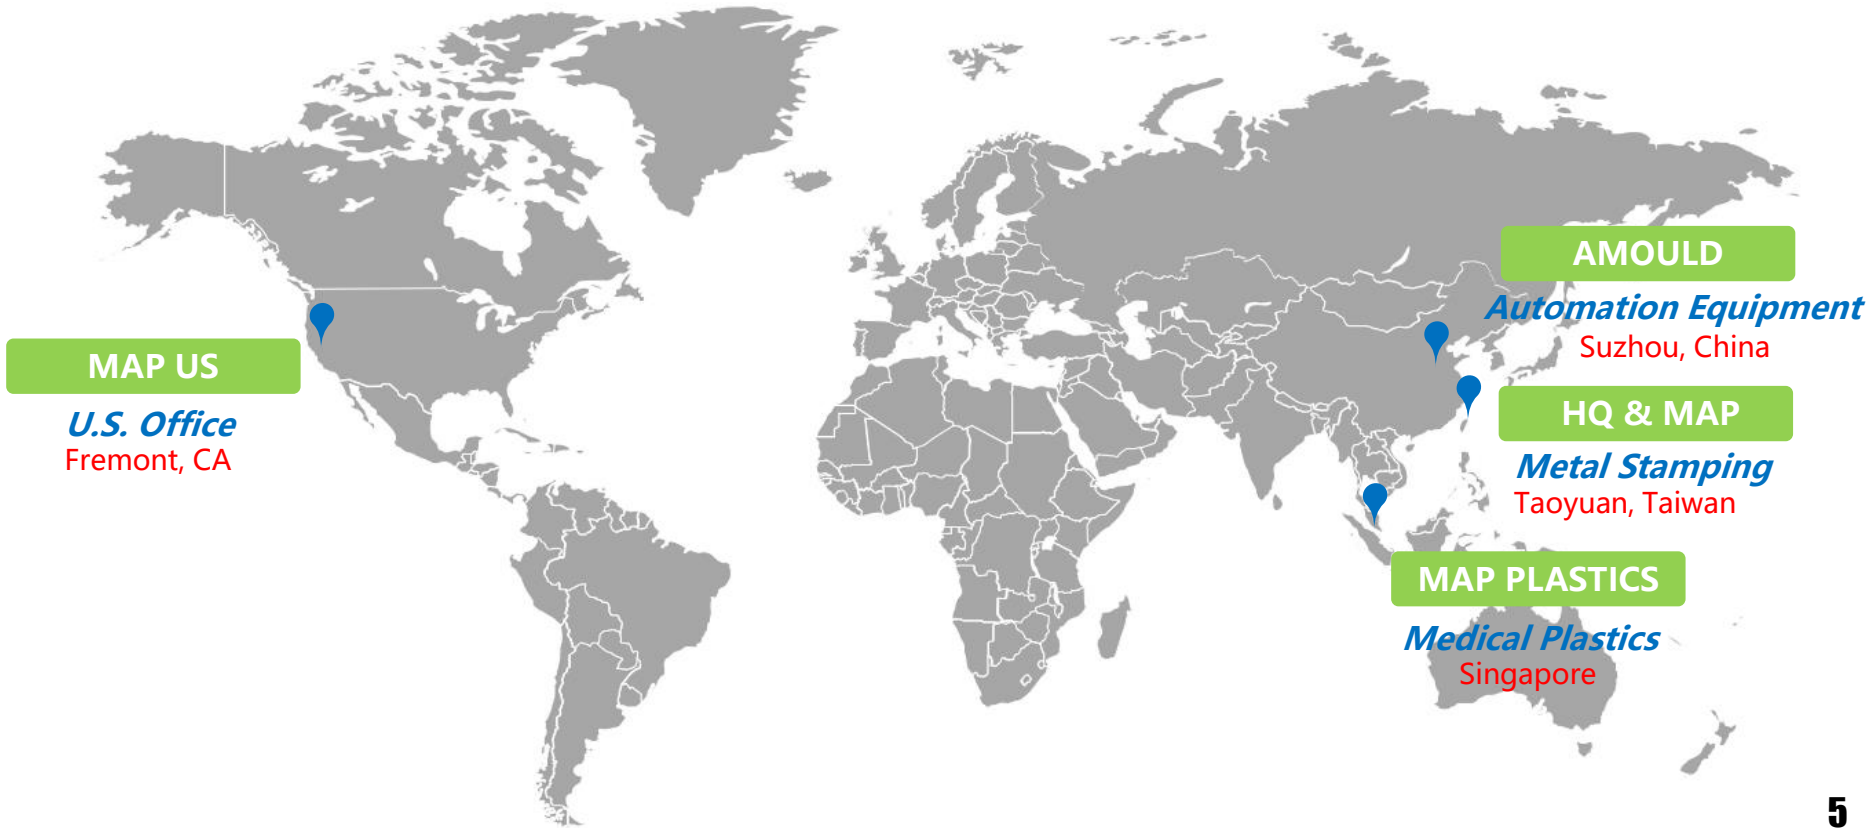 MAP US
U.S. Office
Fremont, CA
AMOULD
Automation Equipment
Suzhou, China
HQ & MAP
Metal Stamping
Taoyuan, Taiwan
MAP PLASTICS
Medical Plastics
Singapore
5